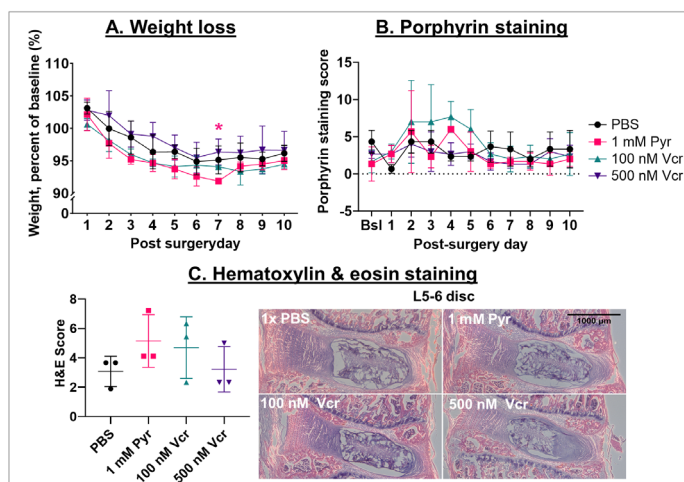 A. Weight loss
Weight, percent of baseline (%)
105
100
95
90
0
*
1 2 3 4 5 6 7 8 9 10
Post surgeryday
B. Porphyrin staining
Porphyrin staining score
15
10
5
0
-5
Bsl 1 2 3 4 5 6 7 8 9 10
Post-surgery day
PBS
1 mM Pyr
100 nM Vcr
500 nM Vcr
C. Hematoxylin & eosin staining
H&E Score
8
6
4
2
0
PBS
1 mM Pyr
100 nM Vcr
500 nM Vcr
L5-6 disc
1x PBS
1 mM Pyr
1000 µm
100 nM Vcr
500 nM Vcr